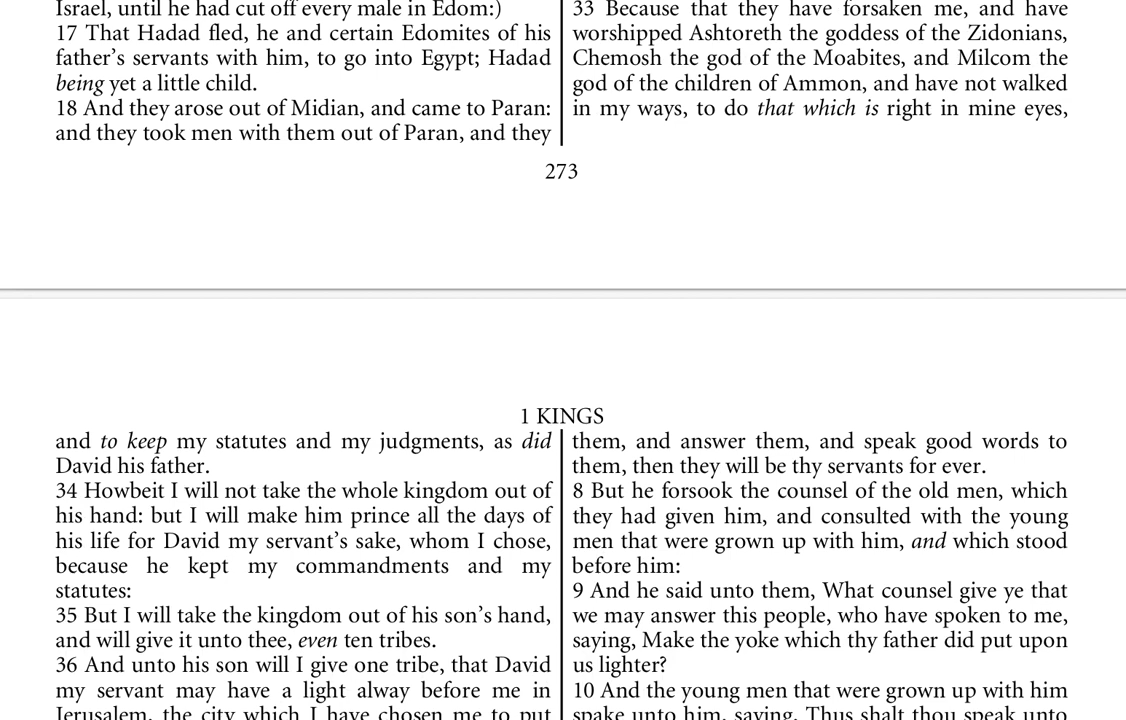 Israel, until he had cut off every male in Edom:)
17 That Hadad fled, he and certain Edomites of his
father's servants with him, to go into Egypt; Hadad
being yet a little child.
18 And they arose out of Midian, and came to Paran:
and they took men with them out of Paran, and they
33 Because that they have forsaken me, and have
worshipped Ashtoreth the goddess of the Zidonians,
Chemosh the god of the Moabites, and Milcom the
god of the children of Ammon, and have not walked
in my ways, to do that which is right in mine eyes,
273
1 KINGS
and to keep my statutes and my judgments, as did
David his father.
34 Howbeit I will not take the whole kingdom out of
his hand: but I will make him prince all the days of
his life for David my servant's sake, whom I chose,
because he kept my commandments and my
statutes:
35 But I will take the kingdom out of his son's hand,
and will give it unto thee, even ten tribes.
36 And unto his son will I give one tribe, that David
my servant may have a light alway before me in
Jerusalem, the city which I have chosen me to put
them, and answer them, and speak good words to
them, then they will be thy servants for ever.
8 But he forsook the counsel of the old men, which
they had given him, and consulted with the young
men that were grown up with him, and which stood
before him:
9 And he said unto them, What counsel give ye that
we may answer this people, who have spoken to me,
saying, Make the yoke which thy father did put upon
us lighter?
10 And the young men that were grown up with him
spake unto him, saying, Thus shalt thou speak unto